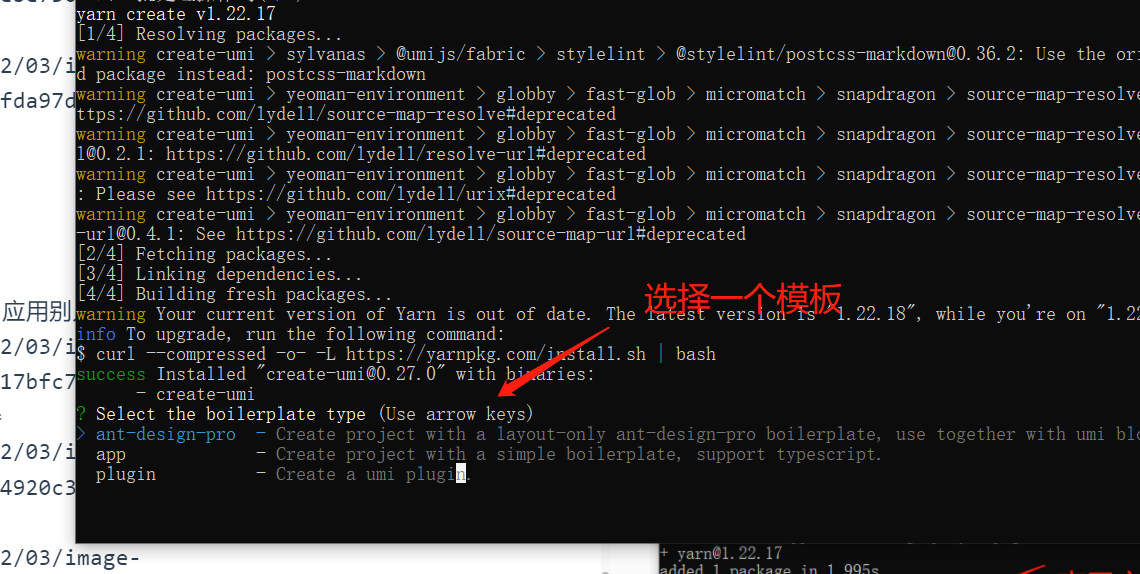 yarn create v1.22.17
[1/4] Resolving packages...
warning create-umi > sylvanas > @umijs/fabric > stylelint > @stylelint/postcss-markdown@0.36.2: Use the ori
2/03/i
d package instead: postcss-markdown
fda97d
warning create-umi > yeoman-environment > globby > fast-glob > micromatch > snapdragon > source-map-resolve
ttps://github.com/lydell/source-map-resolve#deprecated
warning create-umi > yeoman-environment > globby > fast-glob > micromatch > snapdragon > source-map-resolve
l@0.2.1: https://github.com/lydell/resolve-url#deprecated
warning create-umi > yeoman-environment > globby > fast-glob > micromatch > snapdragon > source-map-resolve
: Please see https://github.com/lydell/urix#deprecated
warning create-umi > yeoman-environment > globby > fast-glob > micromatch > snapdragon > source-map-resolve
-url@0.4.1: See https://github.com/lydell/source-map-url#deprecated
[2/4] Fetching packages...
[3/4] Linking dependencies...
[4/4] Building fresh packages...
选择一个模板
应用别
warning Your current version of Yarn is out of date. The latest version is "1.22.18", while you're on "1.22
info To upgrade, run the following command:
2/03/i
$ curl --compressed -o- -L https://yarnpkg.com/install.sh | bash
success Installed "create-umi@0.27.0" with binaries:
17bfc7
- create-umi
? Select the boilerplate type (Use arrow keys)
> ant-design-pro - Create project with a layout-only ant-design-pro boilerplate, use together with umi blo
app - Create project with a simple boilerplate, support typescript.
2/03/i
plugin - Create a umi plugin.
4920c3
2/03/image-
+ yarn@1.22.17
added 1 package in 1.995s